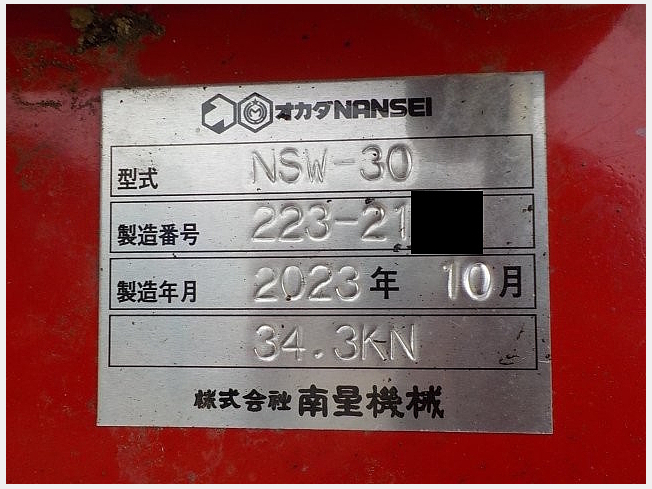 オカダNANSEI
型式 NSW-30
製造番号 223-21
製造年月 2023年 10月
34.3KN
株式会社 南星機械